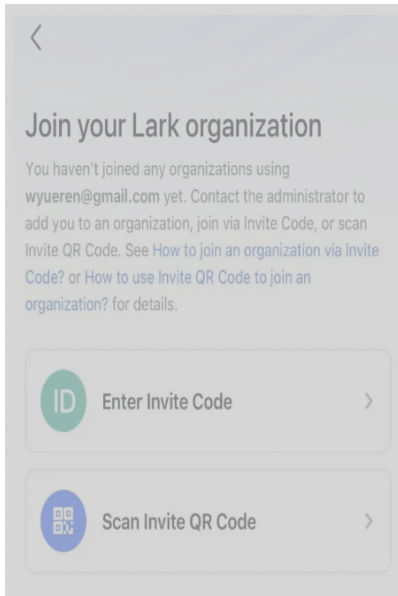 Join your Lark organization
You haven't joined any organizations using
wyueren@gmail.com yet. Contact the administrator to
add you to an organization, join via Invite Code, or scan
Invite QR Code. See How to join an organization via Invite
Code? or How to use Invite QR Code to join an
organization? for details.
ID Enter Invite Code
Scan Invite QR Code